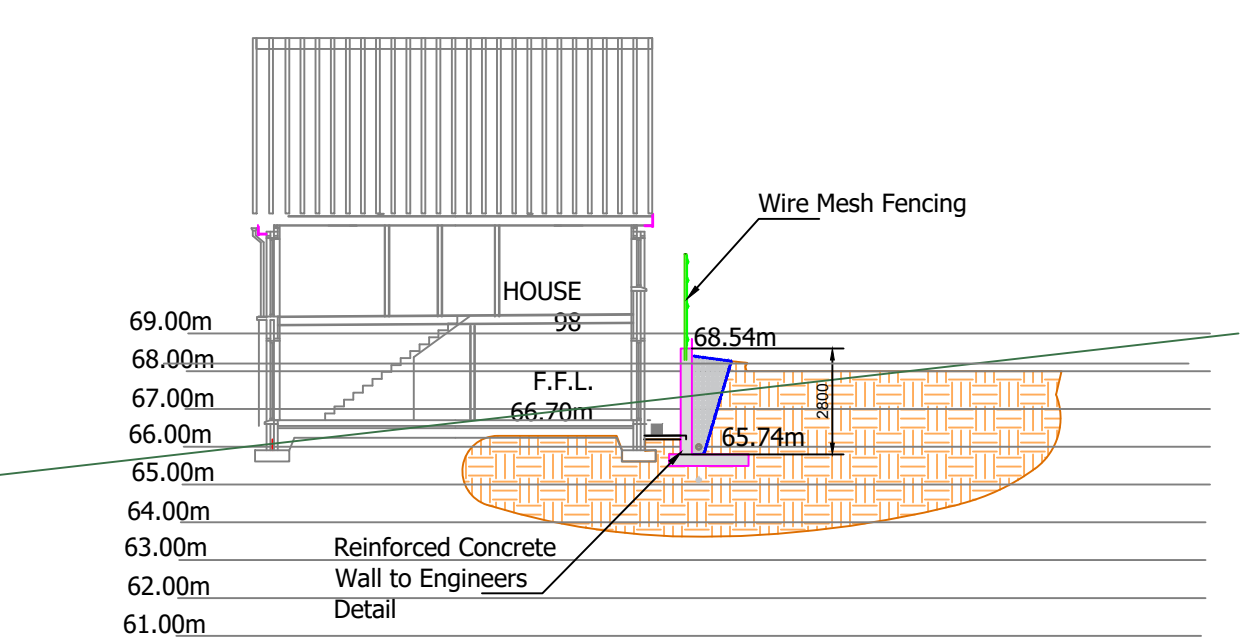 Wire Mesh Fencing
HOUSE
98
69.00m
68.54m
68.00m
F.F.L.
66.70m
67.00m
2800
66.00m
65.74m
65.00m
64.00m
63.00m
Reinforced Concrete
Wall to Engineers
Detail
62.00m
61.00m